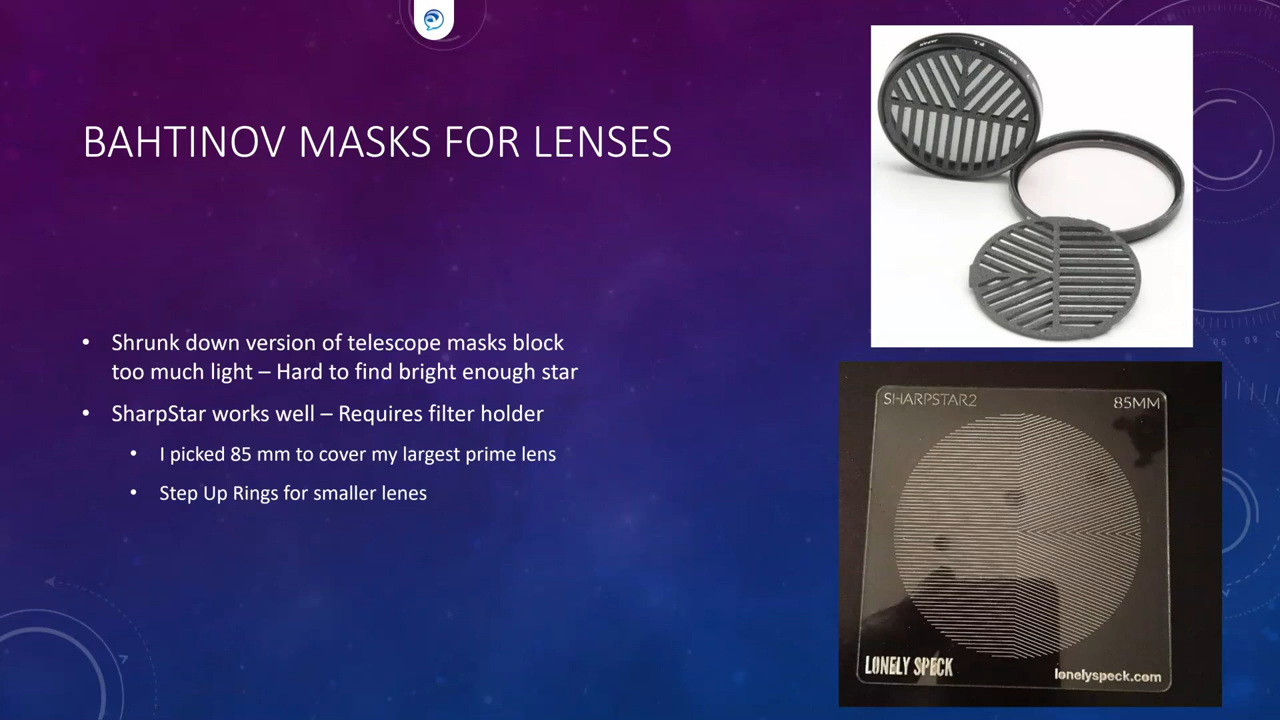 BAHTINOV MASKS FOR LENSES
• Shrunk down version of telescope masks block
too much light – Hard to find bright enough star
• SharpStar works well – Requires filter holder
• I picked 85 mm to cover my largest prime lens
• Step Up Rings for smaller lenes
SHARPSTAR2
85MM
LONELY SPECK
lonelyspeck.com